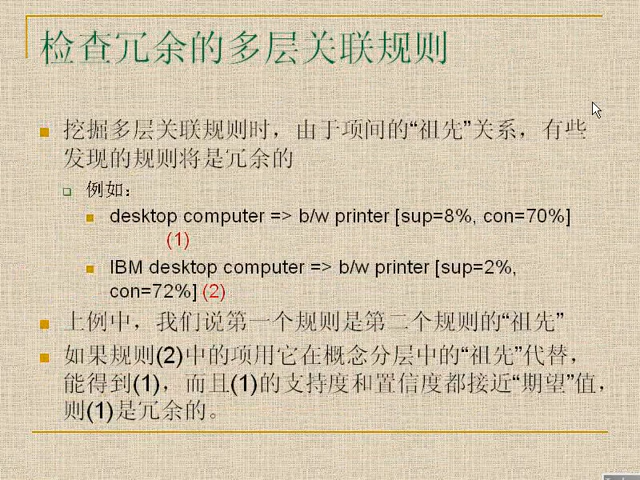 检查冗余的多层关联规则
挖掘多层关联规则时，由于项间的“祖先”关系，有些
发现的规则将是冗余的
例如：
desktop computer => b/w printer [sup=8%, con=70%]
(1)
IBM desktop computer => b/w printer [sup=2%,
con=72%] (2)
上例中，我们说第一个规则是第二个规则的“祖先”
如果规则(2)中的项用它在概念分层中的“祖先”代替，
能得到(1)，而且(1)的支持度和置信度都接近“期望”值，
则(1)是冗余的。